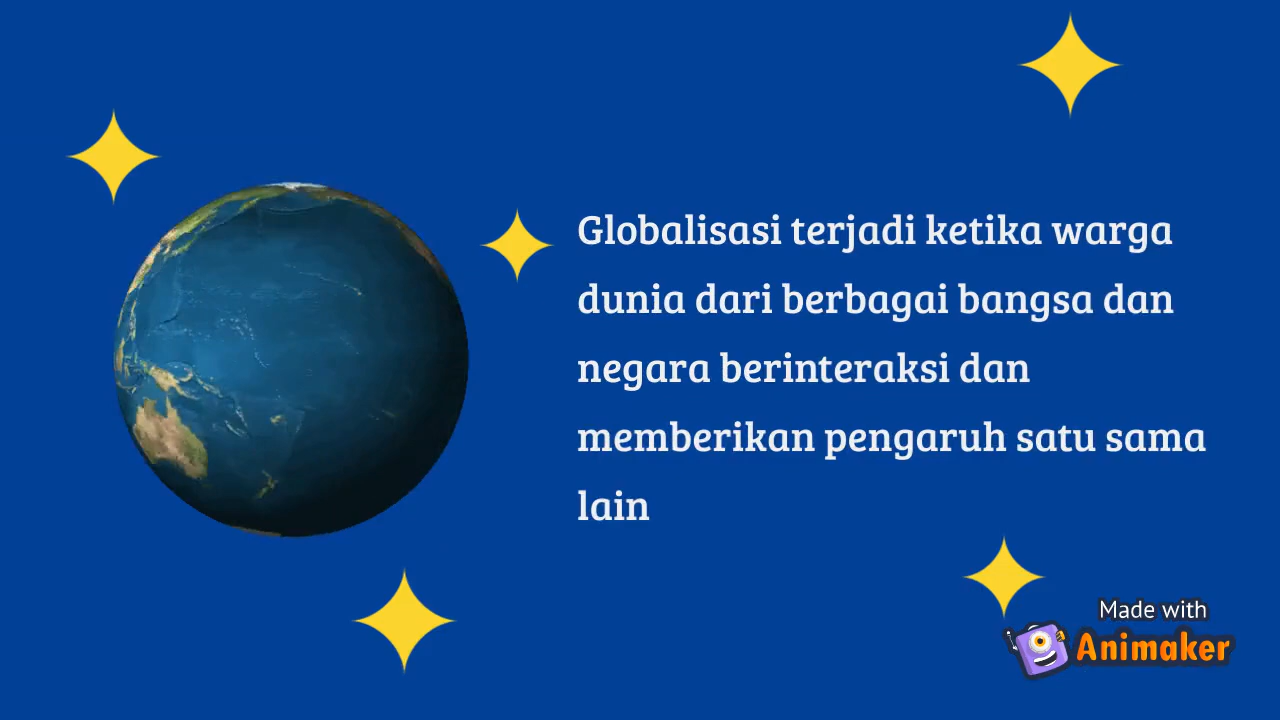 Globalisasi terjadi ketika warga
dunia dari berbagai bangsa dan
negara berinteraksi dan
memberikan pengaruh satu sama
lain
Made with
Animaker